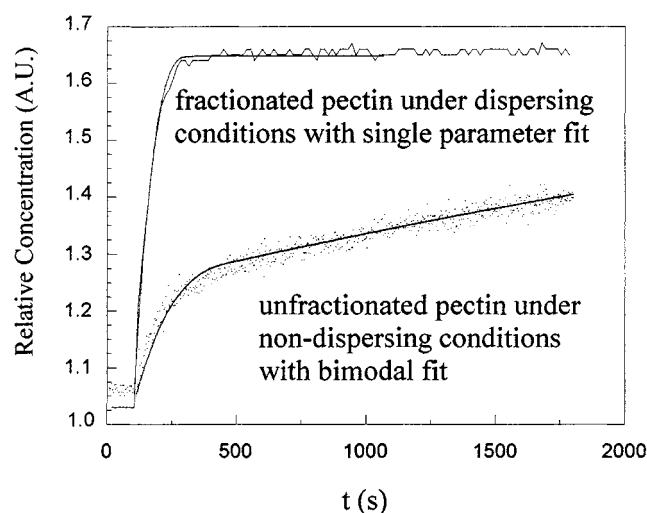 Relative Concentration (A.U.)
1.7
1.6
1.5
1.4
1.3
1.2
1.1
1.0
fractionated pectin under dispersing
conditions with single parameter fit
unfractionated pectin under
non-dispersing conditions
with bimodal fit
0
500
1000
1500
2000
t (s)